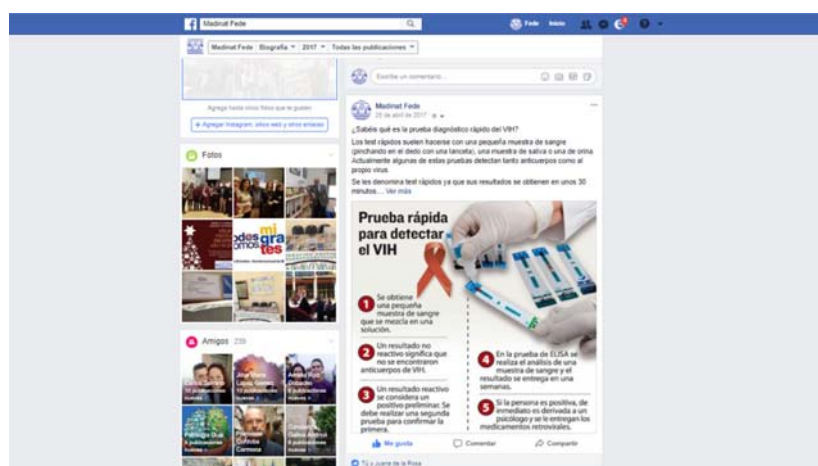 Madinat Fede
Fede Inicio
Madinat Fede Biografía 2017 Todas las publicaciones
Escribe un comentario...
Agregar Instagram, sitios web y otros enlaces
Fotos
Amigos 239
Madinat Fede
de abril de 2017
¿Sabéis qué es la prueba diagnóstico rápido del VIH?
Los test rápidos suelen hacerse con una pequeña muestra de sangre
(pinchando en el dedo con una lanceta), una muestra de saliva o una de orina.
Actualmente algunas de estas pruebas detectan tanto anticuerpos como al
propio virus.
Se les denomina test rápidos ya que sus resultados se obtienen en unos 30
minutos.... Ver más
Prueba rápida
para detectar
el VIH
1 Se obtiene
una pequeña
muestra de sangre
que se mezcla en una
solución.
2 Un resultado no
reactivo significa que
no se encontraron
anticuerpos de VIH.
3 Un resultado reactivo
se considera un
positivo preliminar. Se
debe realizar una segunda
prueba para confirmar la
primera.
4 En la prueba de ELISA se
realiza el análisis de una
muestra de sangre y el
resultado se entrega en una
semanas.
5 Si la persona es positiva, de
inmediato es derivada a un
psicólogo y se le entregan los
medicamentos retrovirales.
Me gusta Comentar Compartir
Tú y Juane de la Rosa